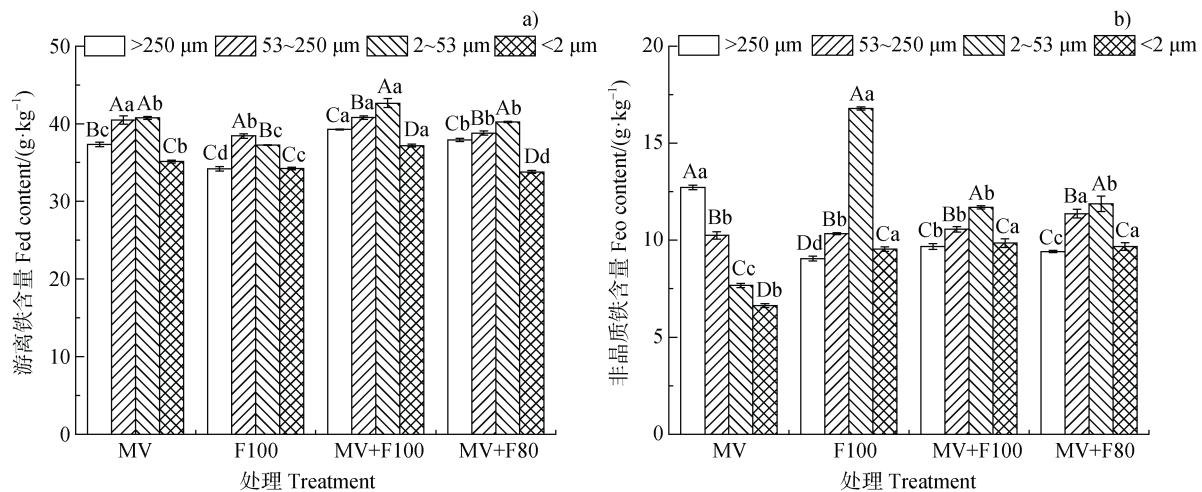 a)
>250 μm 53~250 μm 2~53 μm <2 μm
游离铁含量 Fed content/(g·kg⁻¹)
50
40
30
20
10
0
Bc Aa Ab Cb
Cd Ab Bc Cc
Ca Ba Aa Da
Cb Bb Ab Dd
MV F100 MV+F100 MV+F80
处理 Treatment
b)
>250 μm 53~250 μm 2~53 μm <2 μm
非晶质铁含量 Feo content/(g·kg⁻¹)
20
15
10
5
0
Aa Bb Cc Db
Dd Bb Aa Ca
Cb Bb Ab Ca
Cc Ba Ab Ca
MV F100 MV+F100 MV+F80
处理 Treatment